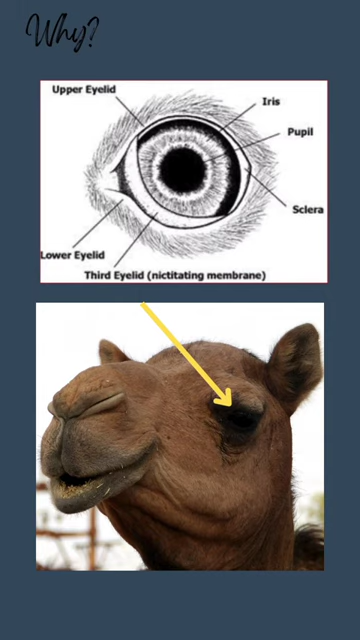 Why?
Upper Eyelid
Iris
Pupil
Sclera
Lower Eyelid
Third Eyelid (nictitating membrane)